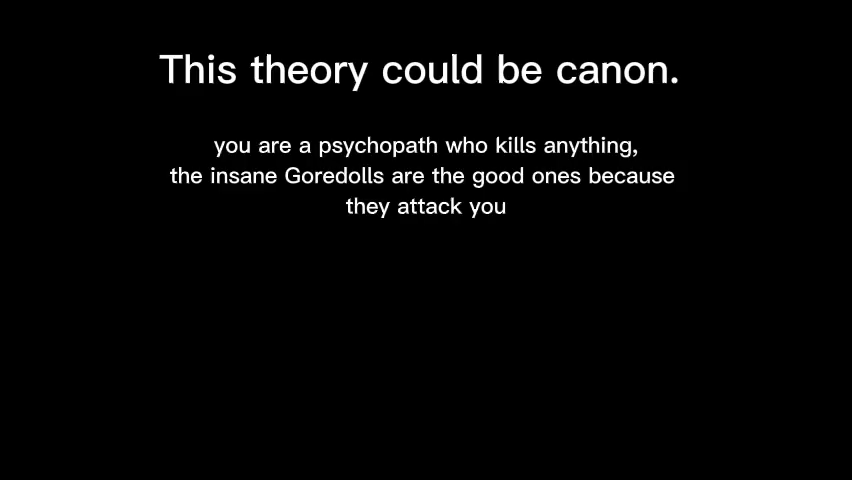 This theory could be canon.
you are a psychopath who kills anything,
the insane Goredolls are the good ones because
they attack you